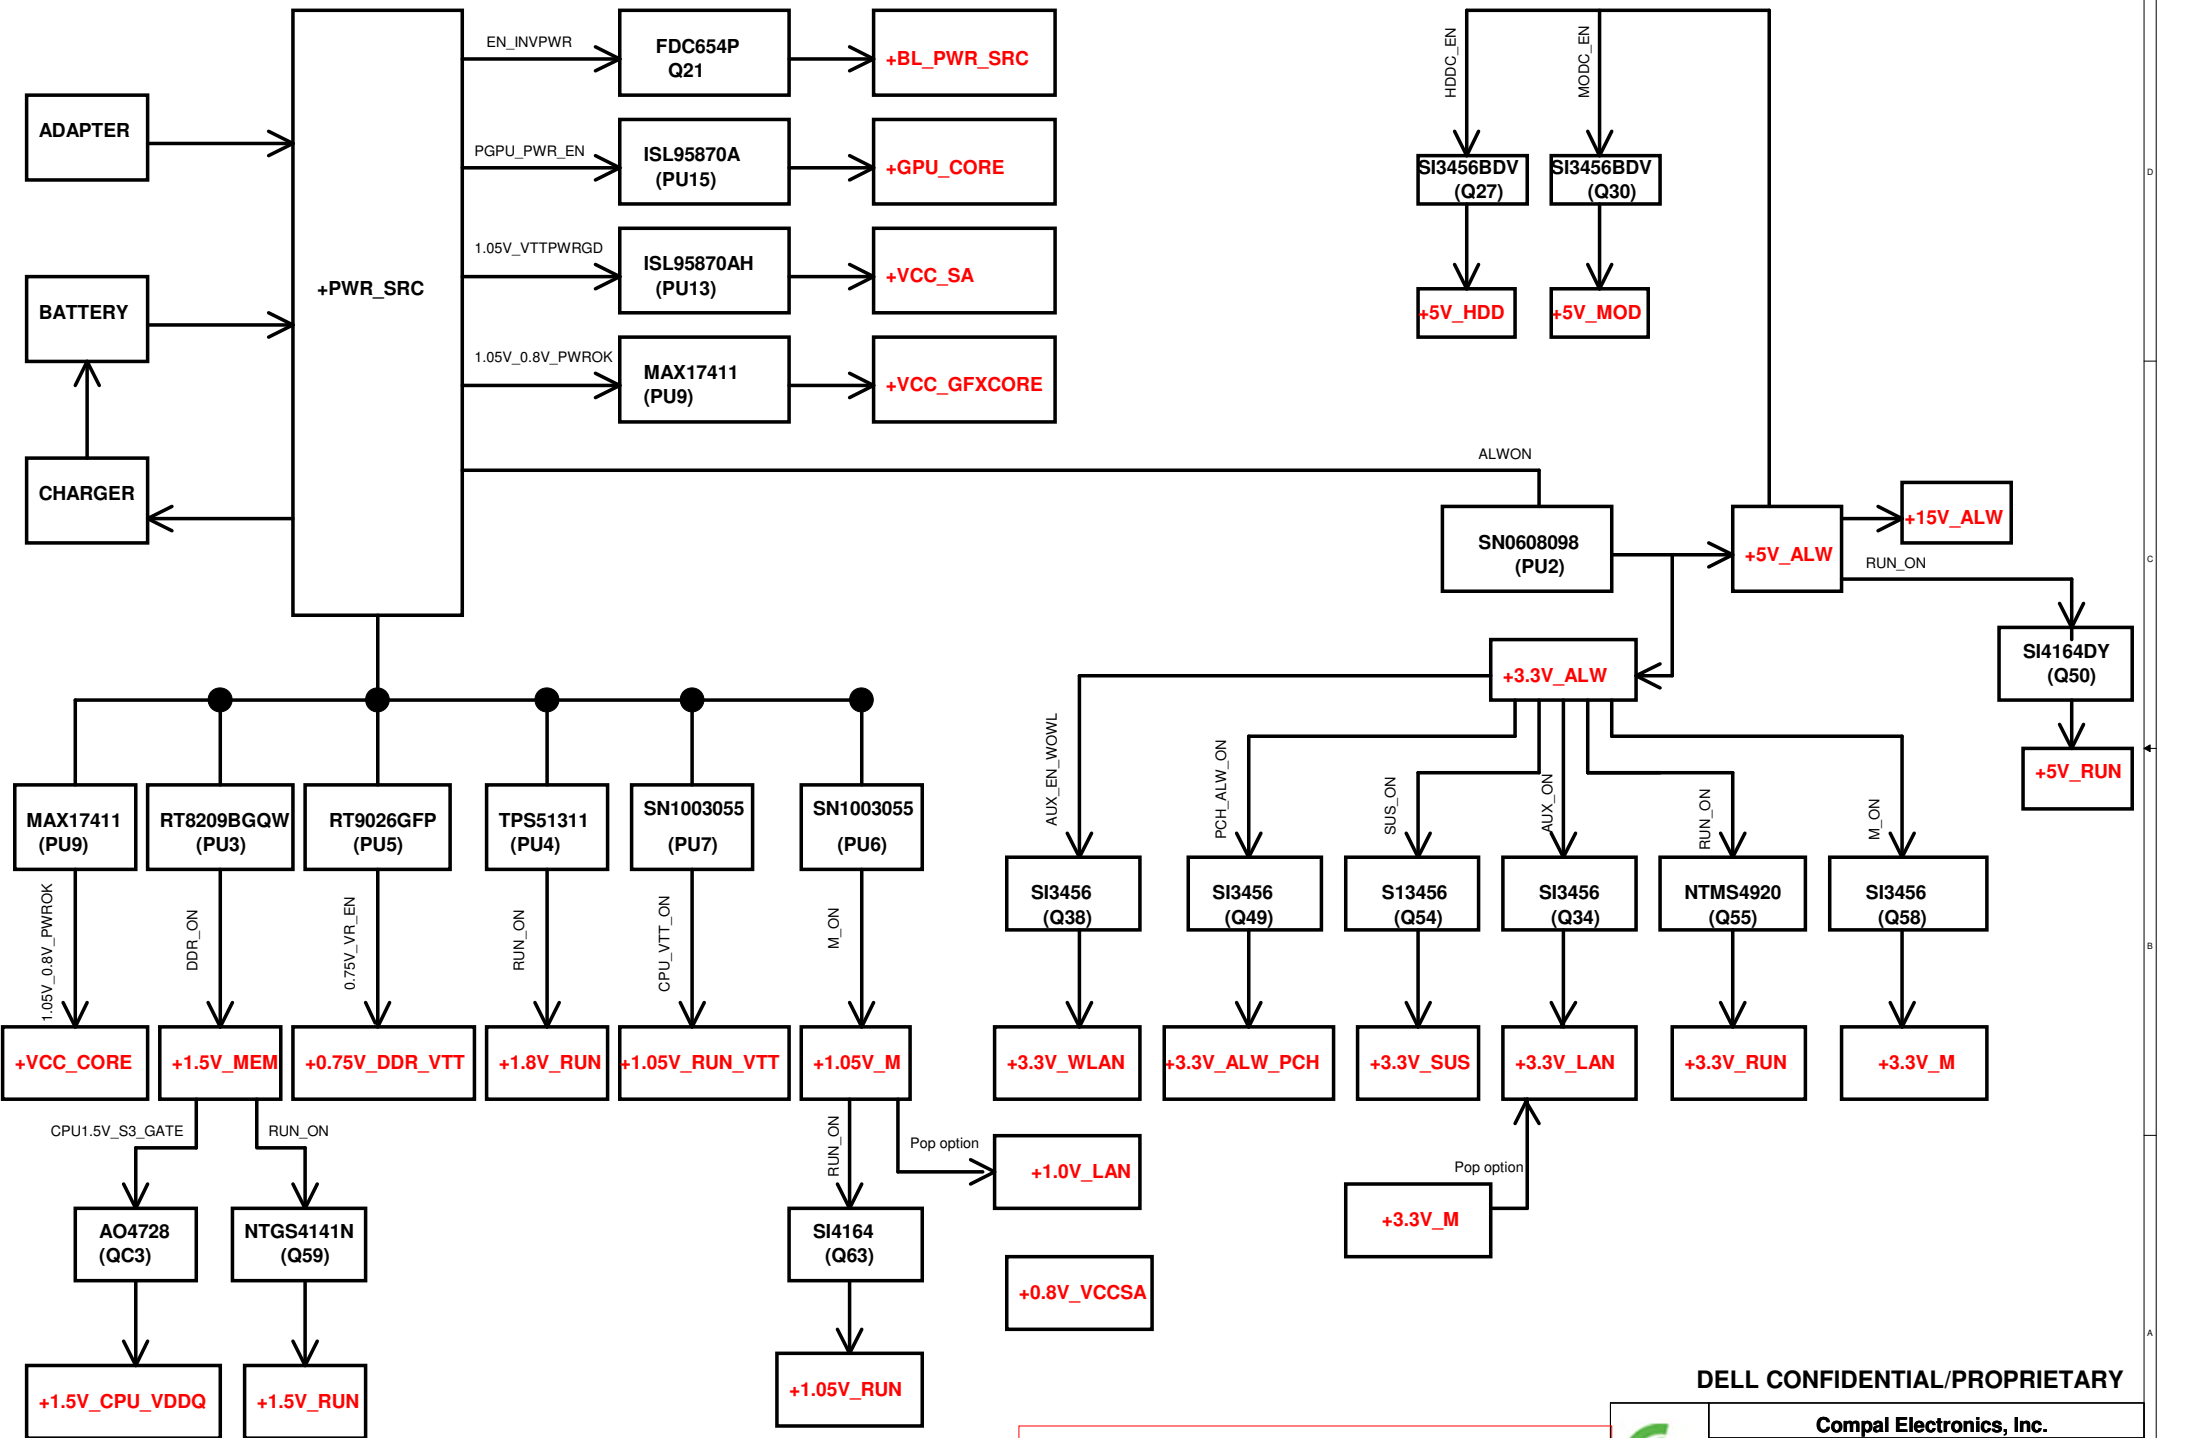 EN_INVPWR
FDC654P
Q21
+BL_PWR_SRC
ADAPTER
PGPU_PWR_EN
ISL95870A
(PU15)
+GPU_CORE
+PWR_SRC
1.05V_VTTPWRGD
ISL95870AH
(PU13)
+VCC_SA
BATTERY
1.05V_0.8V_PWROK
MAX17411
(PU9)
+VCC_GFXCORE
CHARGER
HDDC_EN
MODC_EN
SI3456BDV
(Q27)
SI3456BDV
(Q30)
+5V_HDD
+5V_MOD
D
ALWON
SN0608098
(PU2)
+5V_ALW
+15V_ALW
RUN_ON
C
SI4164DY
(Q50)
+5V_RUN
+3.3V_ALW
MAX17411
(PU9)
RT8209BGQW
(PU3)
RT9026GFP
(PU5)
TPS51311
(PU4)
SN1003055
(PU7)
SN1003055
(PU6)
1.05V_0.8V_PWROK
DDR_ON
0.75V_VR_EN
RUN_ON
CPU_VTT_ON
M_ON
+VCC_CORE
+1.5V_MEM
+0.75V_DDR_VTT
+1.8V_RUN
+1.05V_RUN_VTT
+1.05V_M
AUX_EN_WOWL
PCH_ALW_ON
SUS_ON
AUX_ON
RUN_ON
M_ON
SI3456
(Q38)
SI3456
(Q49)
S13456
(Q54)
SI3456
(Q34)
NTMS4920
(Q55)
SI3456
(Q58)
B
+3.3V_WLAN
+3.3V_ALW_PCH
+3.3V_SUS
+3.3V_LAN
+3.3V_RUN
+3.3V_M
CPU1.5V_S3_GATE
RUN_ON
RUN_ON
Pop option
+1.0V_LAN
Pop option
+3.3V_M
AO4728
(QC3)
NTGS4141N
(Q59)
SI4164
(Q63)
+0.8V_VCCSA
A
+1.5V_CPU_VDDQ
+1.5V_RUN
+1.05V_RUN
DELL CONFIDENTIAL/PROPRIETARY
Compal Electronics, Inc.